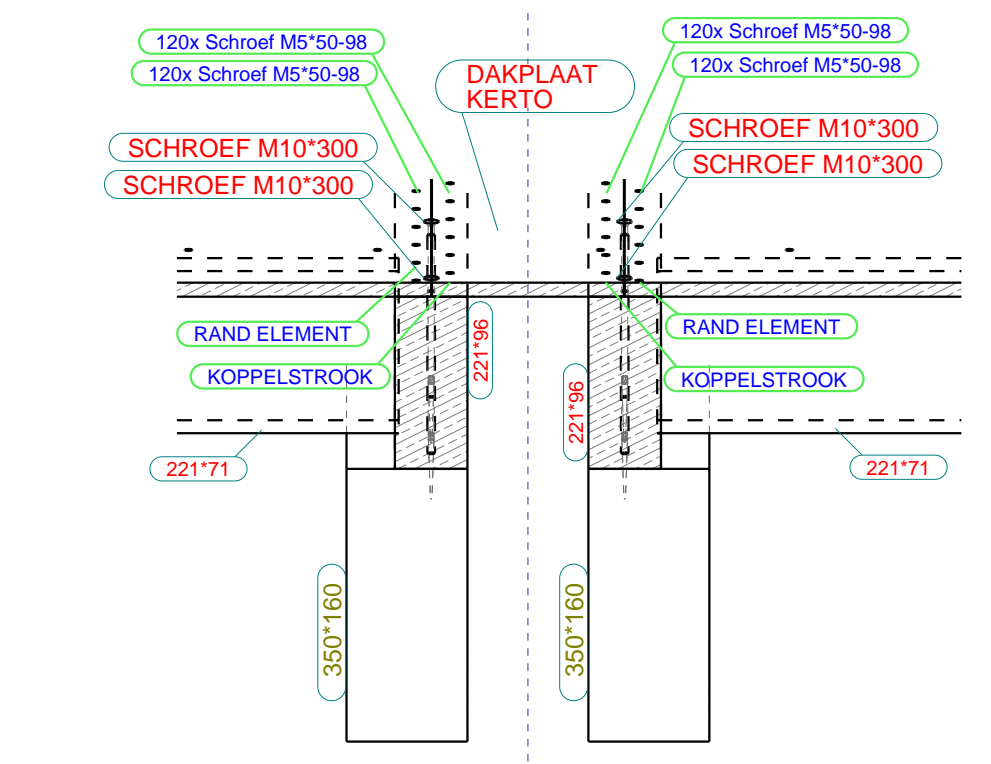 120x Schroef M5*50-98
120x Schroef M5*50-98
DAKPLAAT
KERTO
120x Schroef M5*50-98
120x Schroef M5*50-98
SCHROEF M10*300
SCHROEF M10*300
SCHROEF M10*300
SCHROEF M10*300
RAND ELEMENT
KOPPELSTROOK
221*96
221*96
RAND ELEMENT
KOPPELSTROOK
221*71
221*71
350*160
350*160